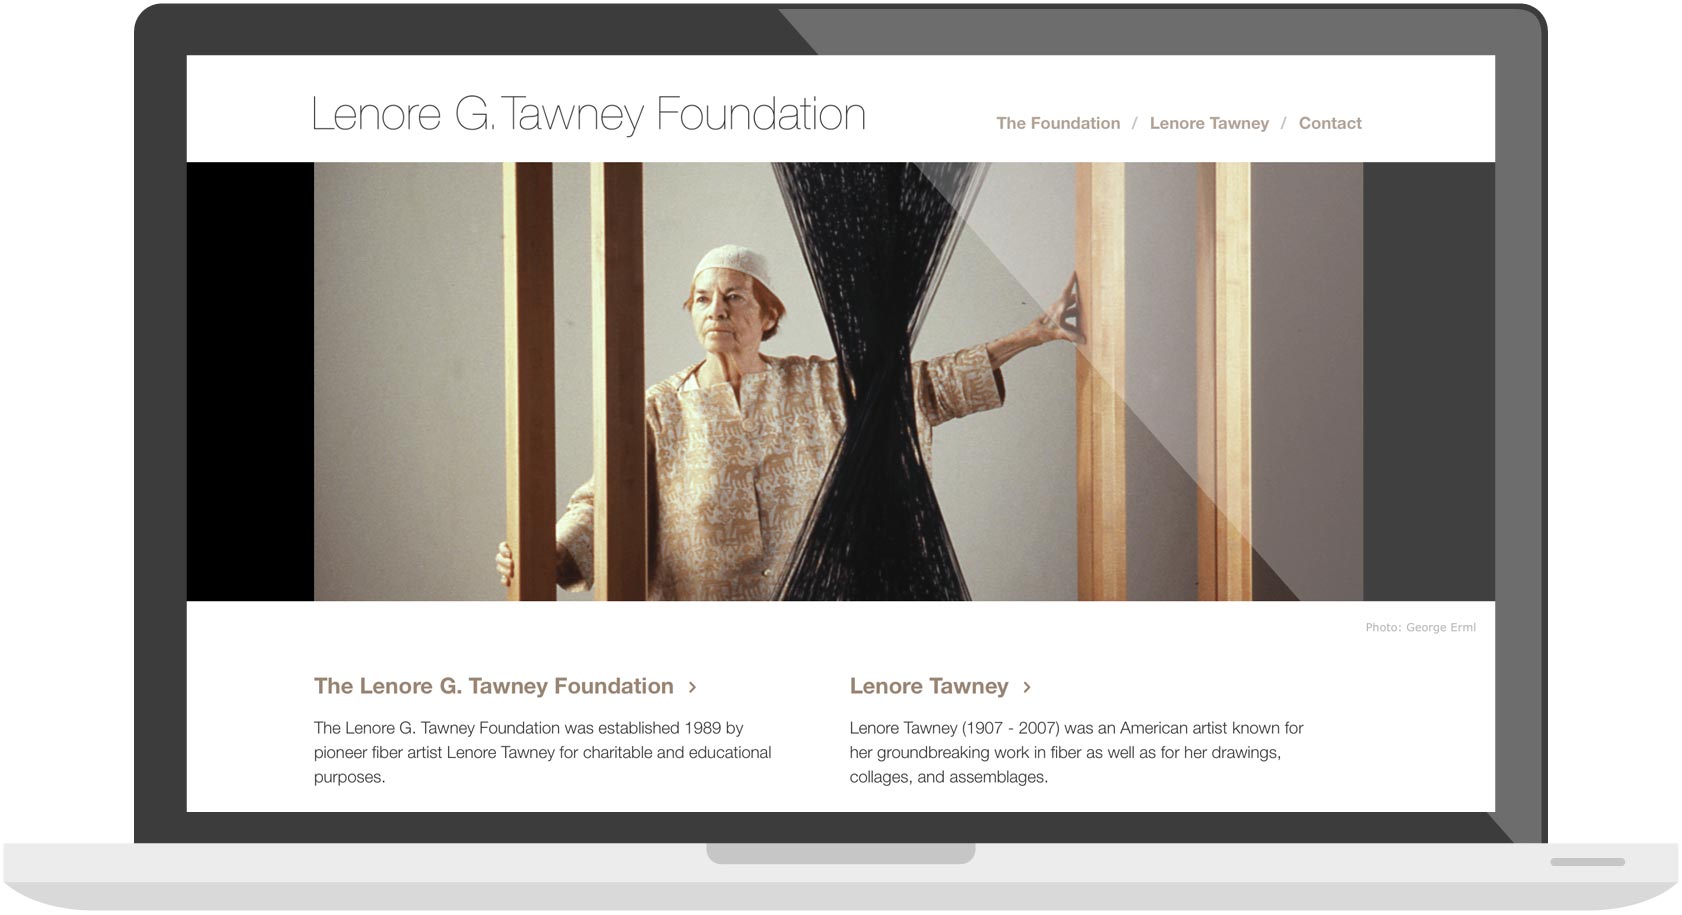 Lenore G. Tawney Foundation
The Foundation / Lenore Tawney / Contact
Photo: George Erml
The Lenore G. Tawney Foundation >
The Lenore G. Tawney Foundation was established 1989 by
pioneer fiber artist Lenore Tawney for charitable and educational
purposes.
Lenore Tawney >
Lenore Tawney (1907 - 2007) was an American artist known for
her groundbreaking work in fiber as well as for her drawings,
collages, and assemblages.